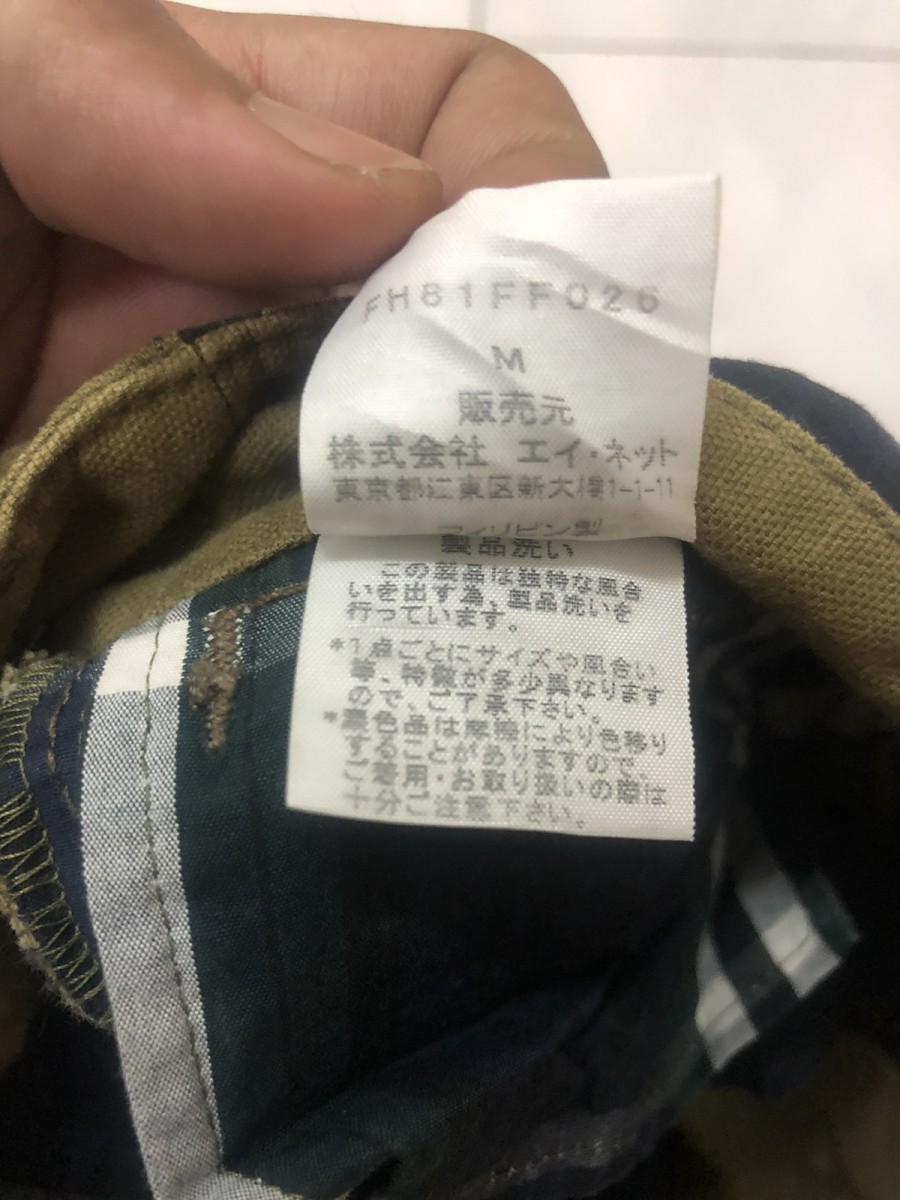 FH81FF026
M
販売元
株式会社 エイ・ネット
東京都江東区新大橋1-1-11
フィリピン製
製品洗い
この製品は独特な風合
いを出す為、製品洗いを
行っています。
*1点ごとにサイズや風合い
等、特質が多少異なります
ので、ご了承下さい。
*濃色品は摩擦により色移り
することがありますので、
ご着用・お取り扱いの際は
十分ご注意下さい。